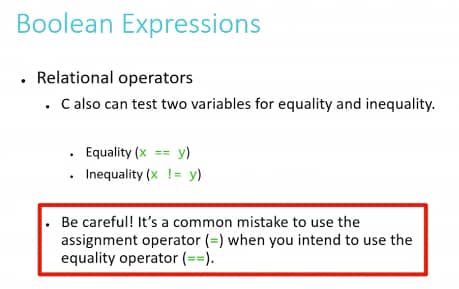 Boolean Expressions
• Relational operators
• C also can test two variables for equality and inequality.
• Equality (x == y)
• Inequality (x != y)
• Be careful! It's a common mistake to use the
assignment operator (=) when you intend to use the
equality operator (==).